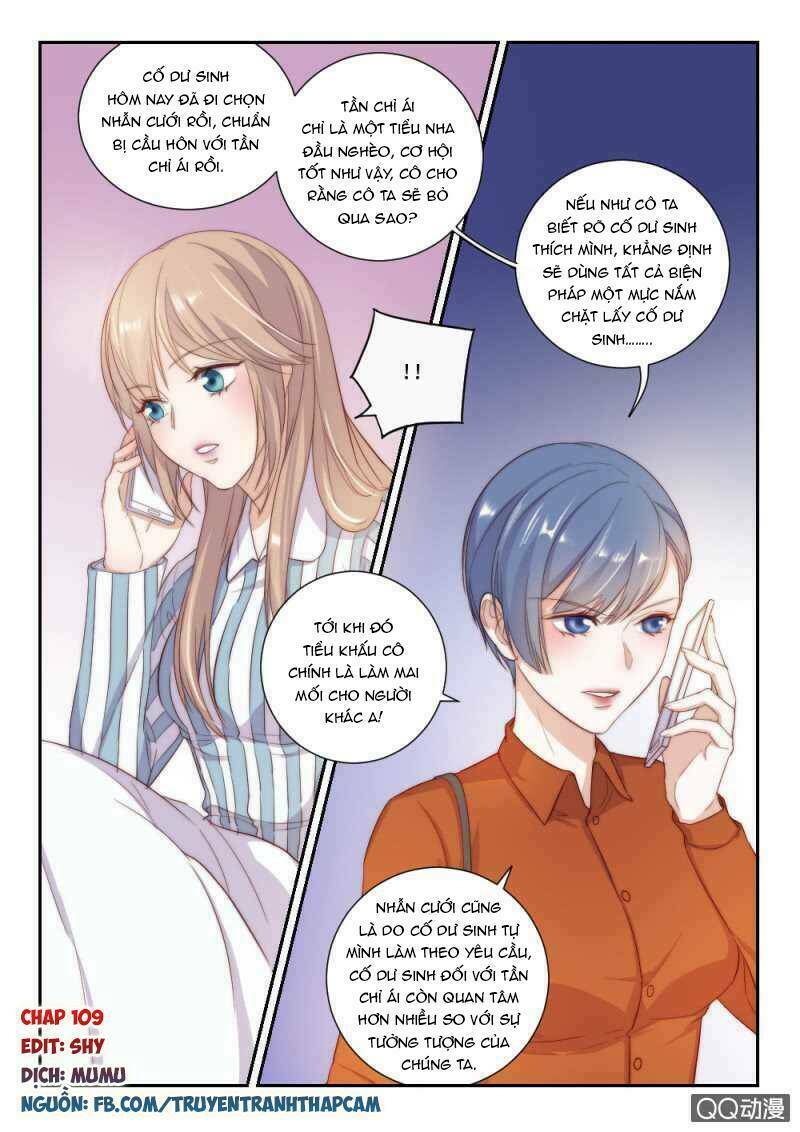 CỐ DƯ SINH
HÔM NAY ĐÃ ĐI CHỌN
NHẪN CƯỚI RỒI, CHUẨN
BỊ CẦU HÔN VỚI TẦN
CHỈ ÁI RỒI.
TẦN CHỈ ÁI
CHỈ LÀ MỘT TIỂU NHA
ĐẦU NGHÈO, CƠ HỘI
TỐT NHƯ VẬY, CÔ CHO
RẰNG CÔ TA SẼ BỎ
QUA SAO?
NẾU NHƯ CÔ TA
BIẾT RÕ CỐ DƯ SINH
THÍCH MÌNH, KHẲNG ĐỊNH
SẼ DÙNG TẤT CẢ BIỆN
PHÁP MỘT MỰC NẮM
CHẶT LẤY CỐ DƯ
SINH........
!!
TỚI KHI ĐÓ
TIỂU KHẤU CÔ
CHÍNH LÀ LÀM MAI
MỐI CHO NGƯỜI
KHÁC A!
NHẪN CƯỚI CŨNG
LÀ DO CỐ DƯ SINH TỰ
MÌNH LÀM THEO YÊU CẦU,
CỐ DƯ SINH ĐỐI VỚI TẦN
CHỈ ÁI CÒN QUAN TÂM
HƠN NHIỀU SO VỚI SỰ
TƯỞNG TƯỢNG CỦA
CHÚNG TA.
CHAP 109
EDIT: SHY
DỊCH: MUMU
NGUỒN: FB.COM/TRUYENTRANHTHAPCAM
QQ动漫